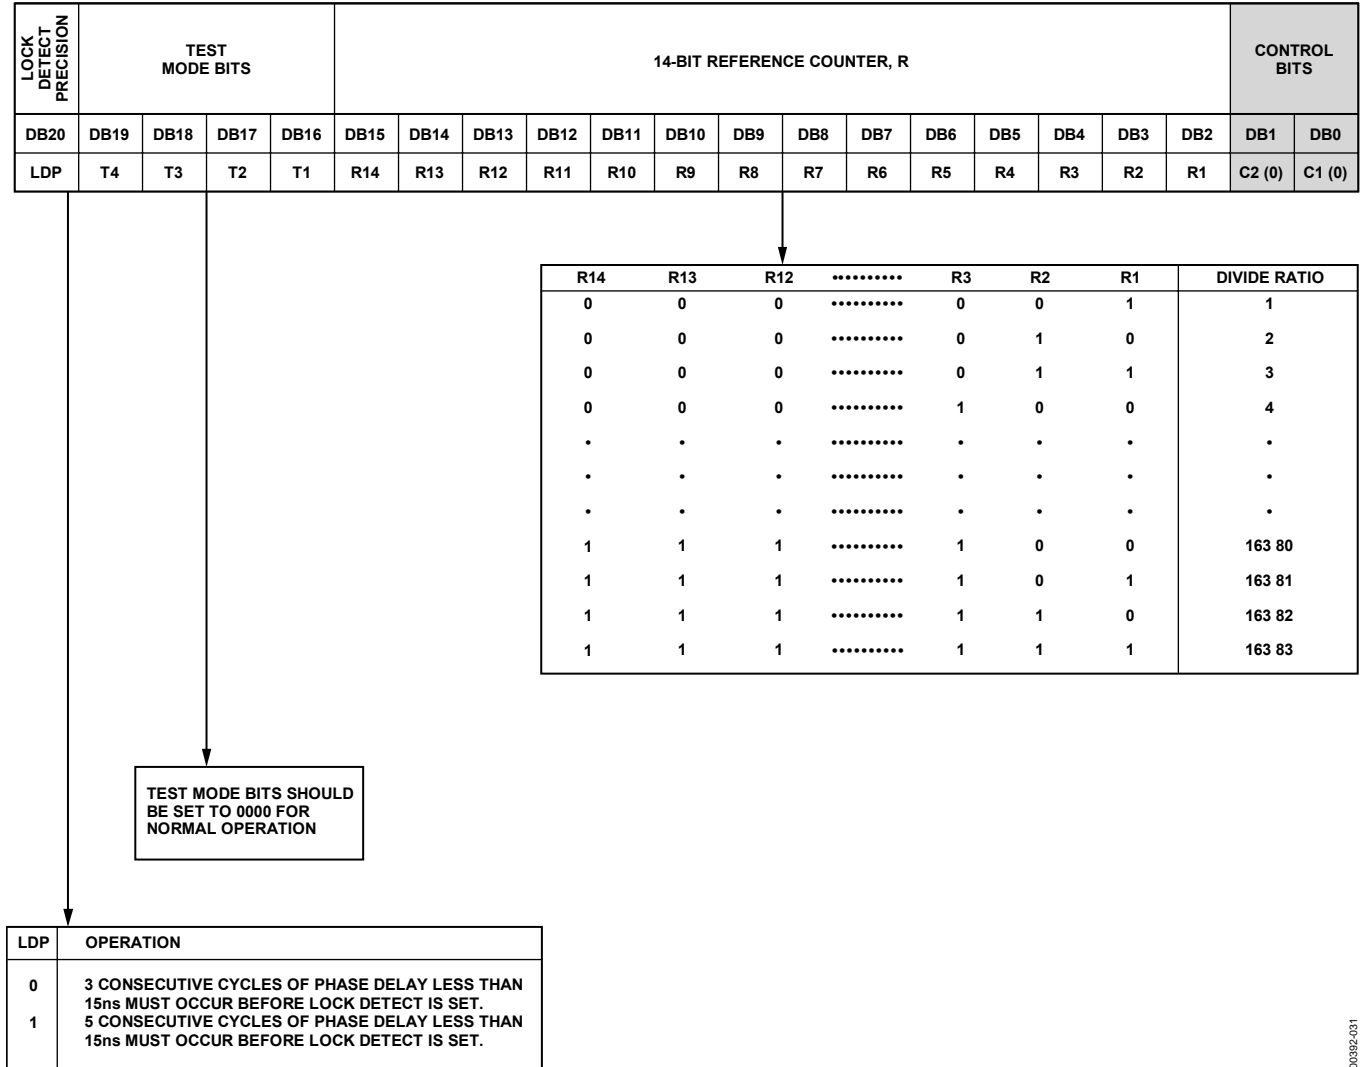 LOCK
DETECT
PRECISION
TEST
MODE BITS
14-BIT REFERENCE COUNTER, R
CONTROL
BITS
DB20 DB19 DB18 DB17 DB16 DB15 DB14 DB13 DB12 DB11 DB10 DB9 DB8 DB7 DB6 DB5 DB4 DB3 DB2 DB1 DB0
LDP T4 T3 T2 T1 R14 R13 R12 R11 R10 R9 R8 R7 R6 R5 R4 R3 R2 R1 C2 (0) C1 (0)
R14 R13 R12 •••••••••• R3 R2 R1 DIVIDE RATIO
0 0 0 •••••••••• 0 0 1 1
0 0 0 •••••••••• 0 1 0 2
0 0 0 •••••••••• 0 1 1 3
0 0 0 •••••••••• 1 0 0 4
• • • •••••••••• • • • •
• • • •••••••••• • • • •
• • • •••••••••• • • • •
1 1 1 •••••••••• 1 0 0 163 80
1 1 1 •••••••••• 1 0 1 163 81
1 1 1 •••••••••• 1 1 0 163 82
1 1 1 •••••••••• 1 1 1 163 83
TEST MODE BITS SHOULD
BE SET TO 0000 FOR
NORMAL OPERATION
LDP OPERATION
0 3 CONSECUTIVE CYCLES OF PHASE DELAY LESS THAN
15ns MUST OCCUR BEFORE LOCK DETECT IS SET.
1 5 CONSECUTIVE CYCLES OF PHASE DELAY LESS THAN
15ns MUST OCCUR BEFORE LOCK DETECT IS SET.
00392-031